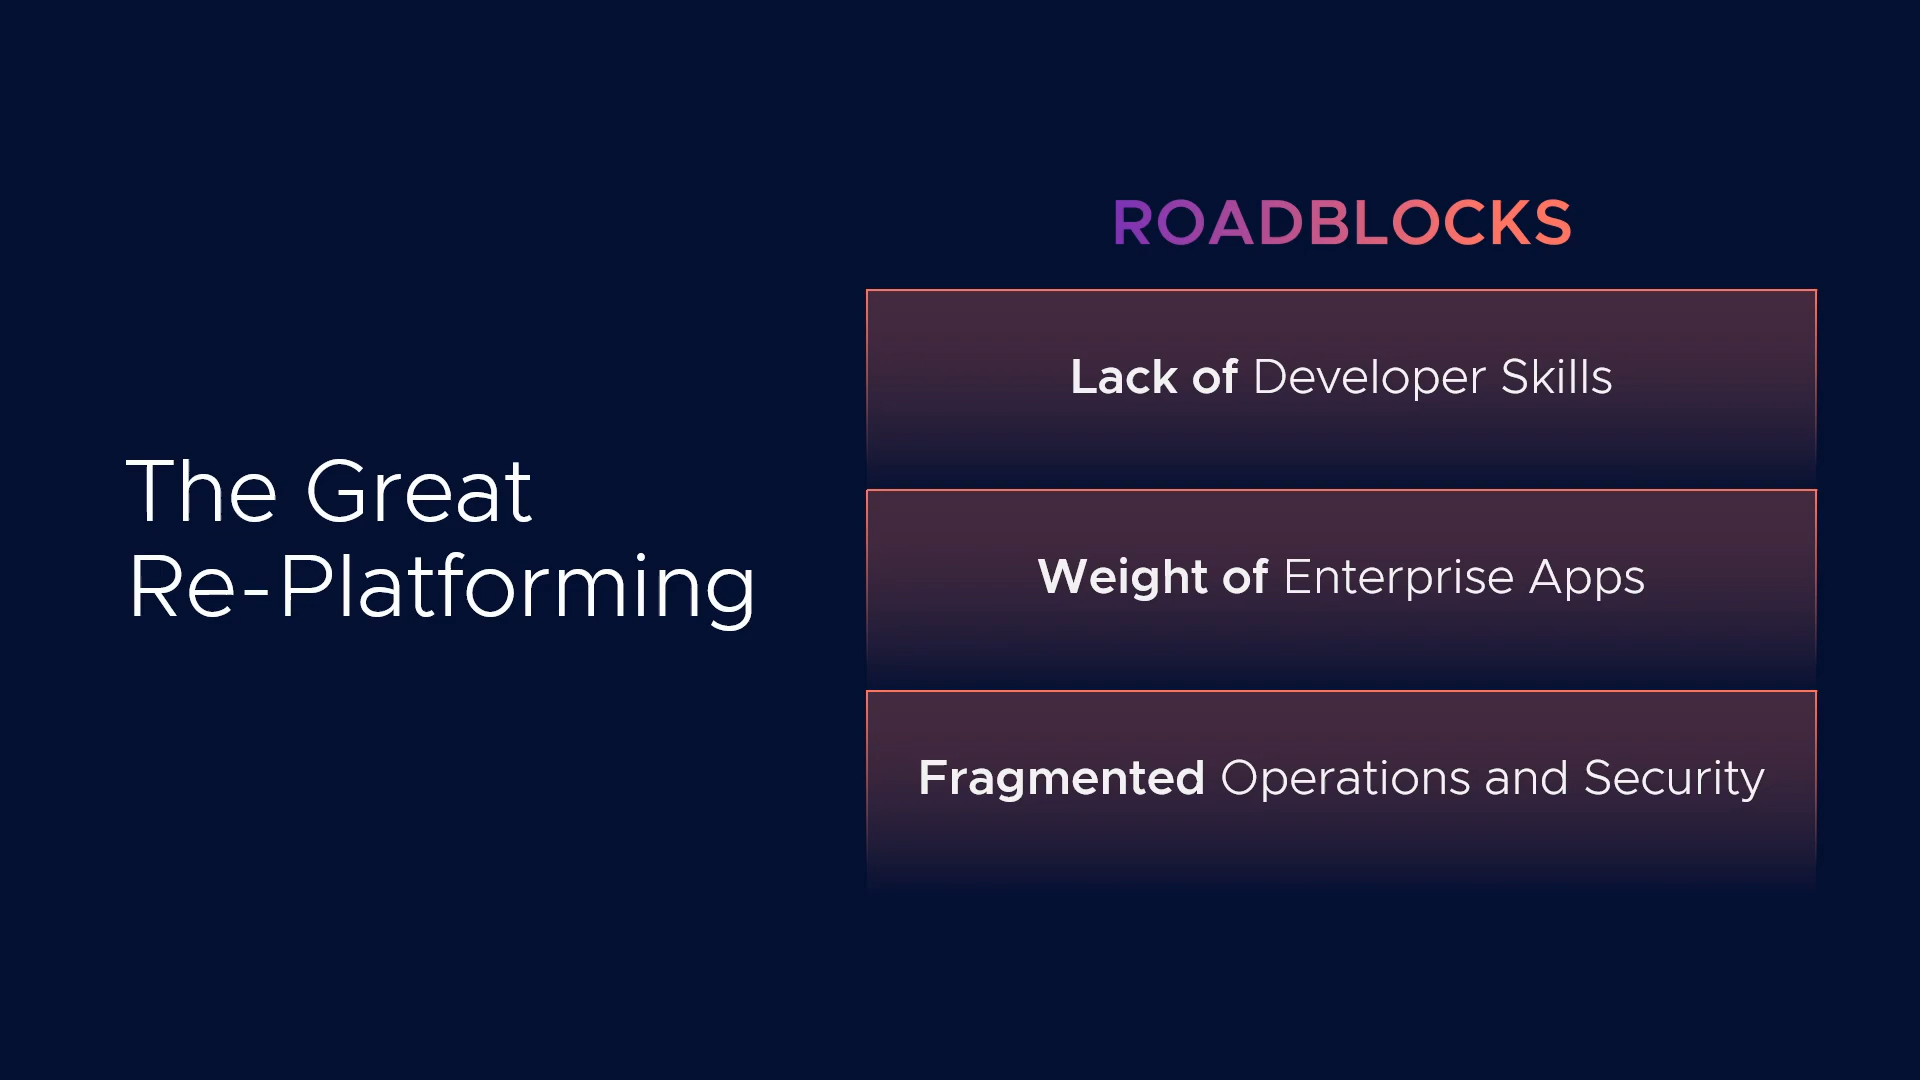 The Great
Re-Platforming
ROADBLOCKS
Lack of Developer Skills
Weight of Enterprise Apps
Fragmented Operations and Security